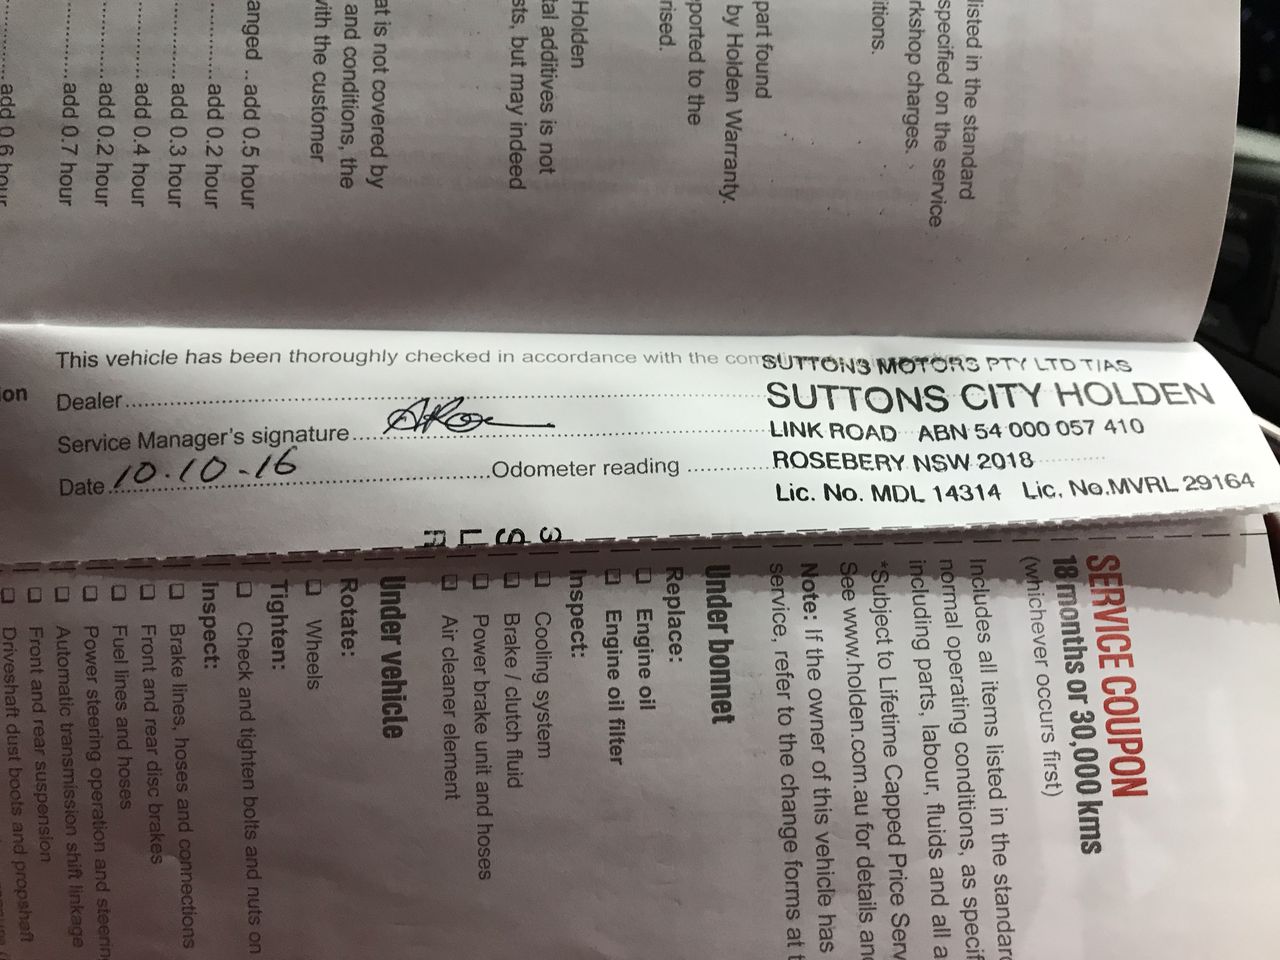 listed in the standard
specified on the service
rkshop charges.
itions.
part found
by Holden Warranty.
ported to the
rised.
Holden
tal additives is not
sts, but may indeed
at is not covered by
and conditions, the
with the customer
anged .. add 0.5 hour
............ add 0.2 hour
............ add 0.3 hour
............ add 0.4 hour
............ add 0.2 hour
............ add 0.7 hour
add 0.6 hour
This vehicle has been thoroughly checked in accordance with the
SUTTONS MOTORS PTY LTD T/AS
Dealer
SUTTONS CITY HOLDEN
Service Manager's signature
LINK ROAD ABN 54 000 057 410
Date 10.10-16 Odometer reading
ROSEBERY NSW 2018
Lic. No. MDL 14314 Lic. No.MVRL 29164
on
SERVICE COUPON
18 months or 30,000 kms
(whichever occurs first)
Includes all items listed in the standard
normal operating conditions, as specif
including parts, labour, fluids and all a
*Subject to Lifetime Capped Price Serv
See www.holden.com.au for details and
Note: If the owner of this vehicle has
service, refer to the change forms at t
Under bonnet
Replace:
Engine oil
Engine oil filter
Inspect:
Cooling system
Brake / clutch fluid
Power brake unit and hoses
Air cleaner element
Under vehicle
Rotate:
Wheels
Tighten:
Check and tighten bolts and nuts on
Inspect:
Brake lines, hoses and connections
Front and rear disc brakes
Fuel lines and hoses
Power steering operation and steerin
Automatic transmission shift linkage
Front and rear suspension
Driveshaft dust boots and propshaft